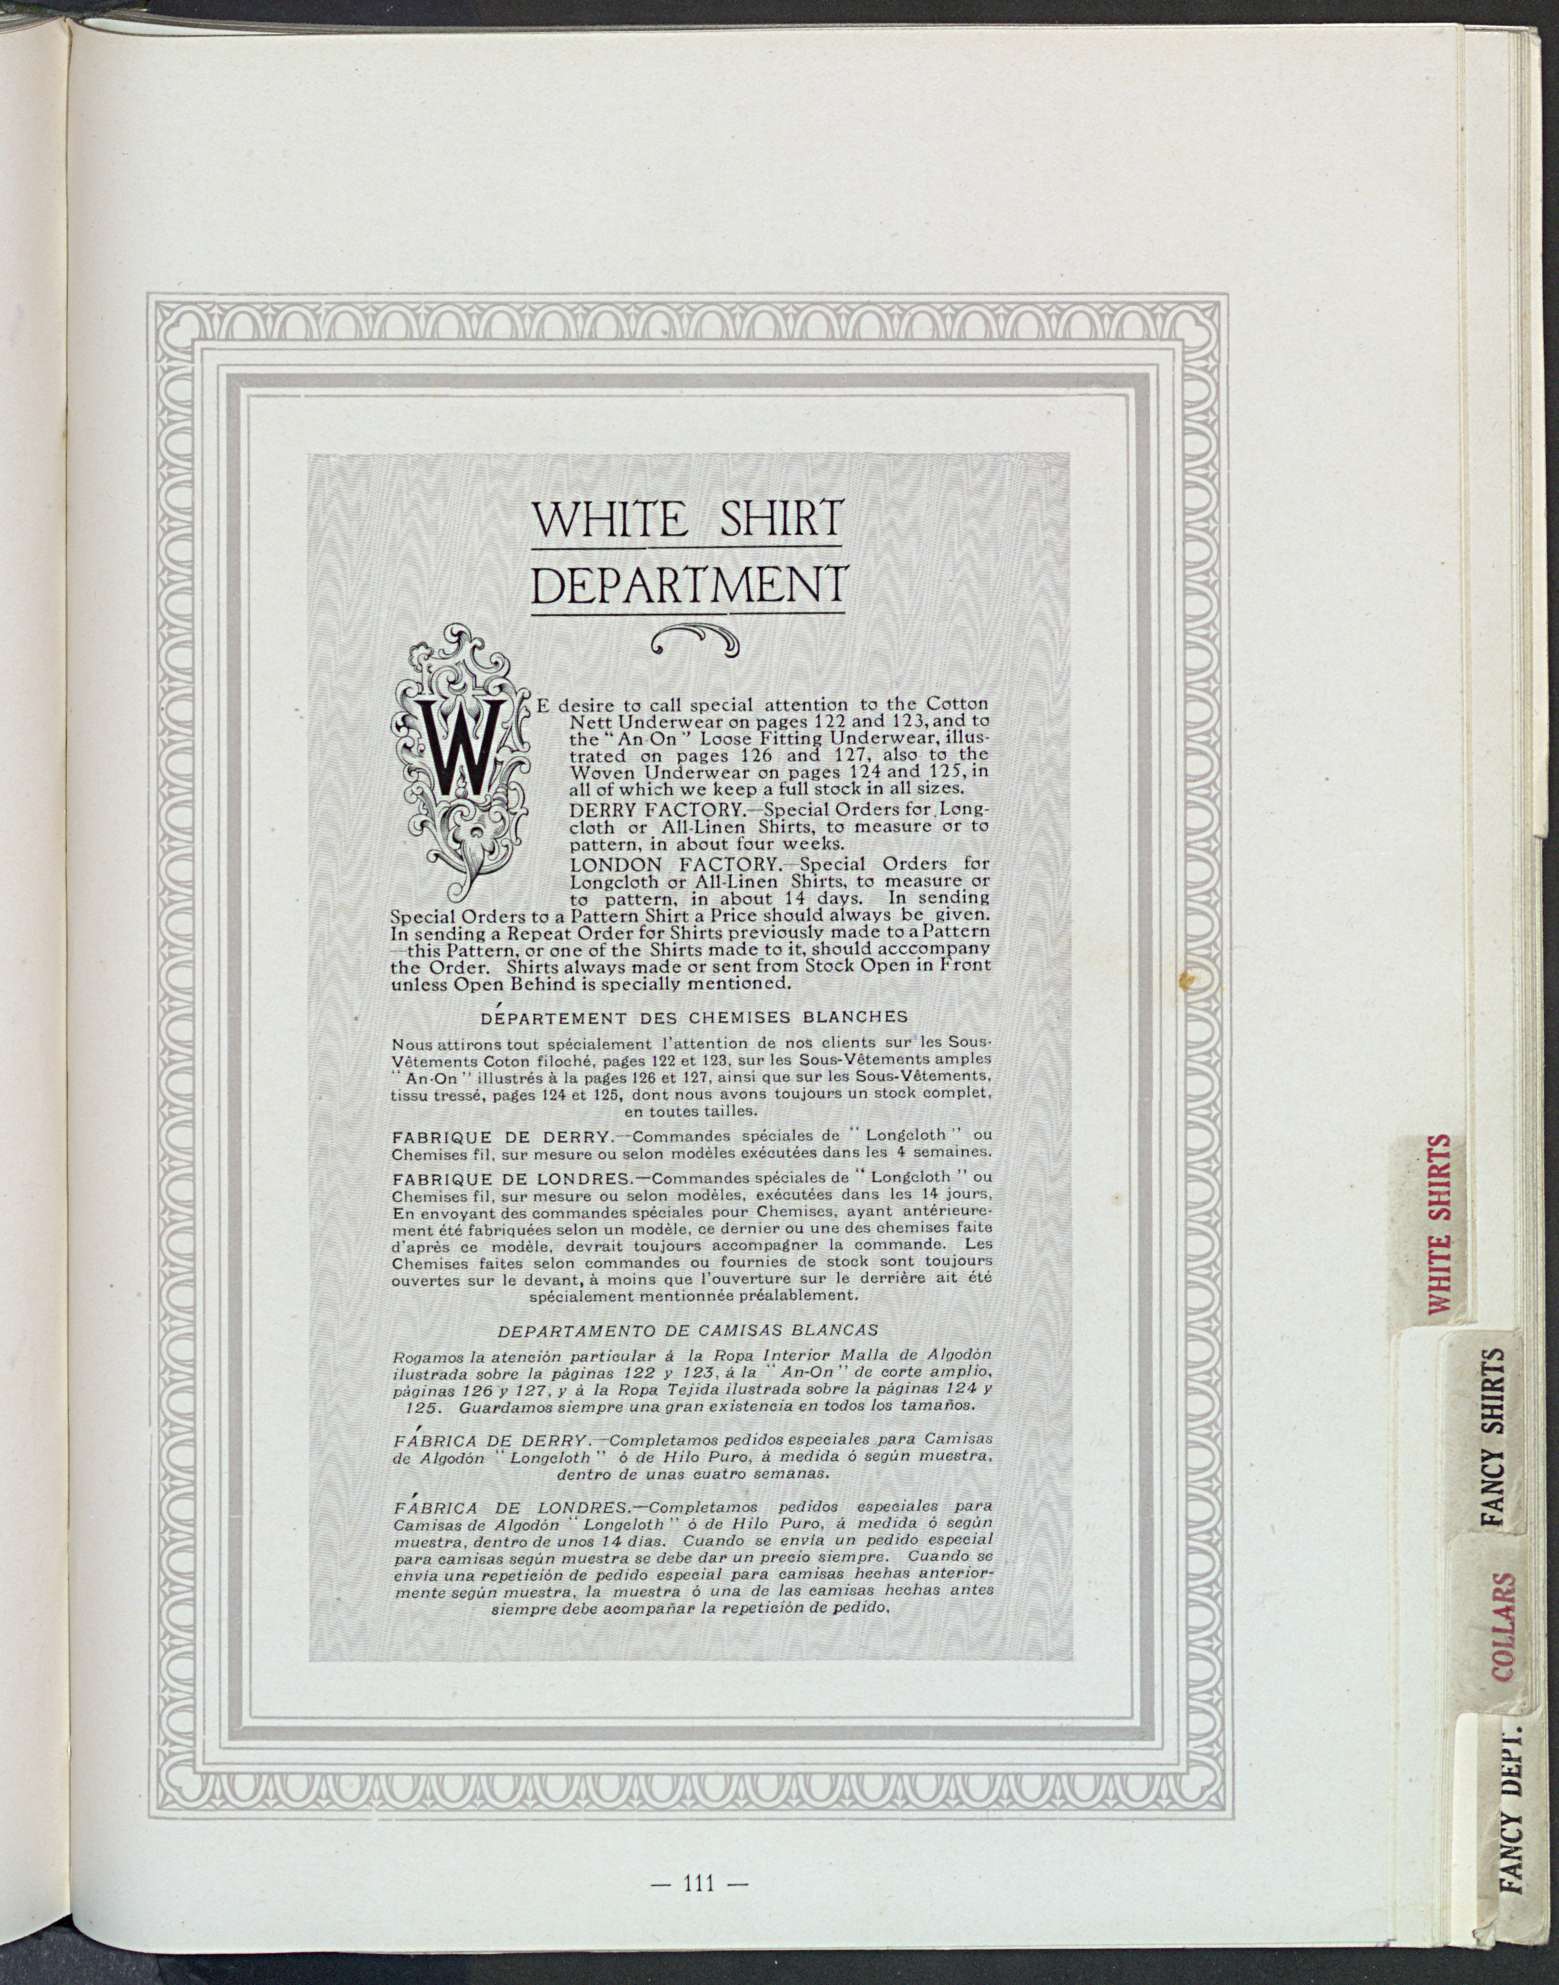 WHITE SHIRT
DEPARTMENT
WE desire to call special attention to the Cotton
Nett Underwear on pages 122 and 123, and to
the "An-On" Loose Fitting Underwear, illus-
trated on pages 126 and 127, also to the
Woven Underwear on pages 124 and 125, in
all of which we keep a full stock in all sizes.
DERRY FACTORY.—Special Orders for Long-
cloth or All-Linen Shirts, to measure or to
pattern, in about four weeks.
LONDON FACTORY.—Special Orders for
Longcloth or All-Linen Shirts, to measure or
to pattern, in about 14 days. In sending
Special Orders to a Pattern Shirt a Price should always be given.
In sending a Repeat Order for Shirts previously made to a Pattern
—this Pattern, or one of the Shirts made to it, should acccompany
the Order. Shirts always made or sent from Stock Open in Front
unless Open Behind is specially mentioned.
DÉPARTEMENT DES CHEMISES BLANCHES
Nous attirons tout spécialement l'attention de nos clients sur les Sous-
Vêtements Coton filoché, pages 122 et 123, sur les Sous-Vêtements amples
"An-On" illustrés à la pages 126 et 127, ainsi que sur les Sous-Vêtements,
tissu tressé, pages 124 et 125, dont nous avons toujours un stock complet,
en toutes tailles.
FABRIQUE DE DERRY.—Commandes spéciales de "Longcloth" ou
Chemises fil, sur mesure ou selon modèles exécutées dans les 4 semaines.
FABRIQUE DE LONDRES.—Commandes spéciales de "Longcloth" ou
Chemises fil, sur mesure ou selon modèles, exécutées dans les 14 jours,
En envoyant des commandes spéciales pour Chemises, ayant antérieure-
ment été fabriquées selon un modèle, ce dernier ou une des chemises faite
d'après ce modèle, devrait toujours accompagner la commande. Les
Chemises faites selon commandes ou fournies de stock sont toujours
ouvertes sur le devant, à moins que l'ouverture sur le derrière ait été
spécialement mentionnée préalablement.
DEPARTAMENTO DE CAMISAS BLANCAS
Rogamos la atención particular á la Ropa Interior Malla de Algodón
ilustrada sobre la páginas 122 y 123, á la "An-On" de corte amplio,
páginas 126 y 127, y á la Ropa Tejida ilustrada sobre la páginas 124 y
125. Guardamos siempre una gran existencia en todos los tamaños.
FÁBRICA DE DERRY.—Completamos pedidos especiales para Camisas
de Algodón "Longcloth" ó de Hilo Puro, á medida ó según muestra,
dentro de unas cuatro semanas.
FÁBRICA DE LONDRES.—Completamos pedidos especiales para
Camisas de Algodón "Longcloth" ó de Hilo Puro, á medida ó según
muestra, dentro de unos 14 dias. Cuando se envía un pedido especial
para camisas según muestra se debe dar un precio siempre. Cuando se
envía una repetición de pedido especial para camisas hechas anterior-
mente según muestra, la muestra ó una de las camisas hechas antes
siempre debe acompañar la repetición de pedido,
— 111 —
WHITE SHIRTS
FANCY SHIRTS
COLLARS
FANCY DEPT.